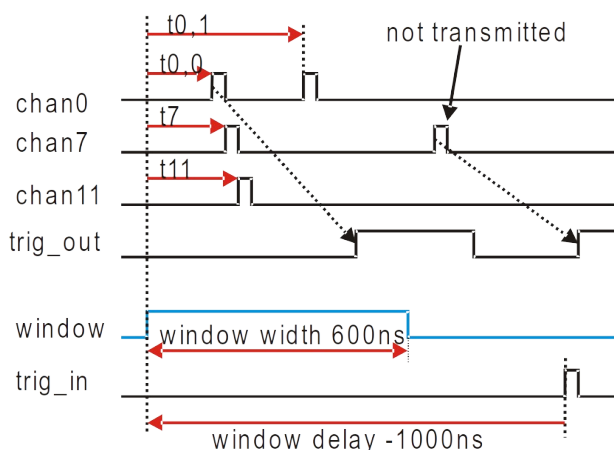 t0,1
not transmitted
t0,0
chan0
t7
chan7
t11
chan11
trig_out
window
window width 600ns
trig_in
window delay -1000ns